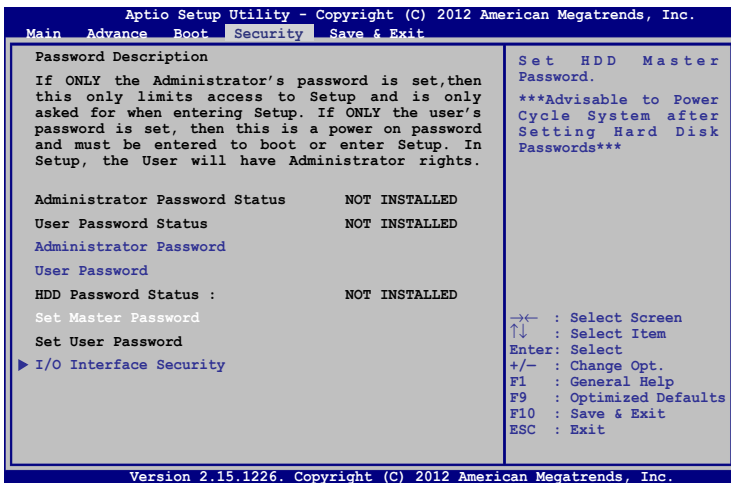 Aptio Setup Utility - Copyright (C) 2012 American Megatrends, Inc.
Main Advance Boot Security Save & Exit
Password Description
If ONLY the Administrator's password is set,then
this only limits access to Setup and is only
asked for when entering Setup. If ONLY the user's
password is set, then this is a power on password
and must be entered to boot or enter Setup. In
Setup, the User will have Administrator rights.
Administrator Password Status NOT INSTALLED
User Password Status NOT INSTALLED
Administrator Password
User Password
HDD Password Status : NOT INSTALLED
Set Master Password
Set User Password
I/O Interface Security
Set HDD Master
Password.
***Advisable to Power
Cycle System after
Setting Hard Disk
Passwords***
→← : Select Screen
↑↓ : Select Item
Enter: Select
+/— : Change Opt.
F1 : General Help
F9 : Optimized Defaults
F10 : Save & Exit
ESC : Exit
Version 2.15.1226. Copyright (C) 2012 American Megatrends, Inc.